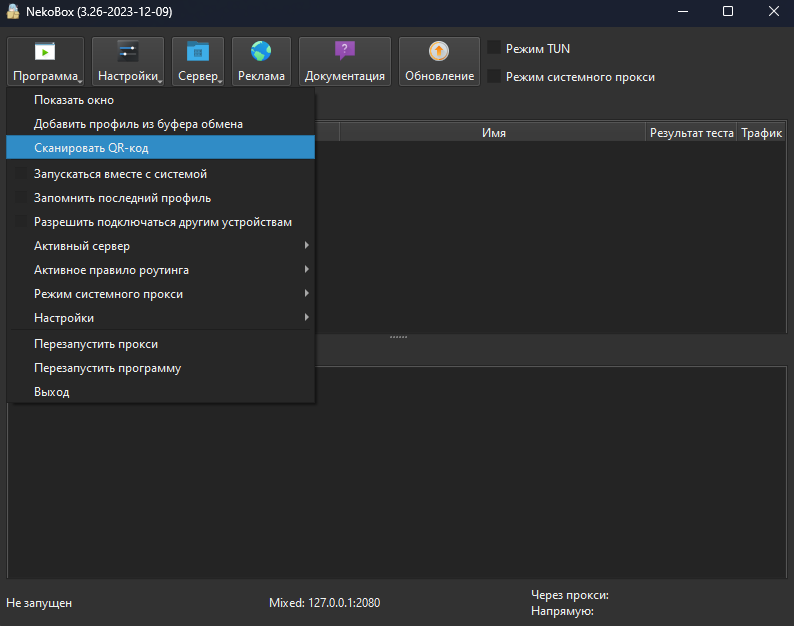 NekoBox (3.26-2023-12-09)
Программа
Настройки
Сервер
Реклама
Документация
Обновление
Режим TUN
Режим системного прокси
Показать окно
Добавить профиль из буфера обмена
Сканировать QR-код
Запускаться вместе с системой
Запомнить последний профиль
Разрешить подключаться другим устройствам
Активный сервер
Активное правило роутинга
Режим системного прокси
Настройки
Перезапустить прокси
Перезапустить программу
Выход
Имя
Результат теста
Трафик
Не запущен
Mixed: 127.0.0.1:2080
Через прокси:
Напрямую: